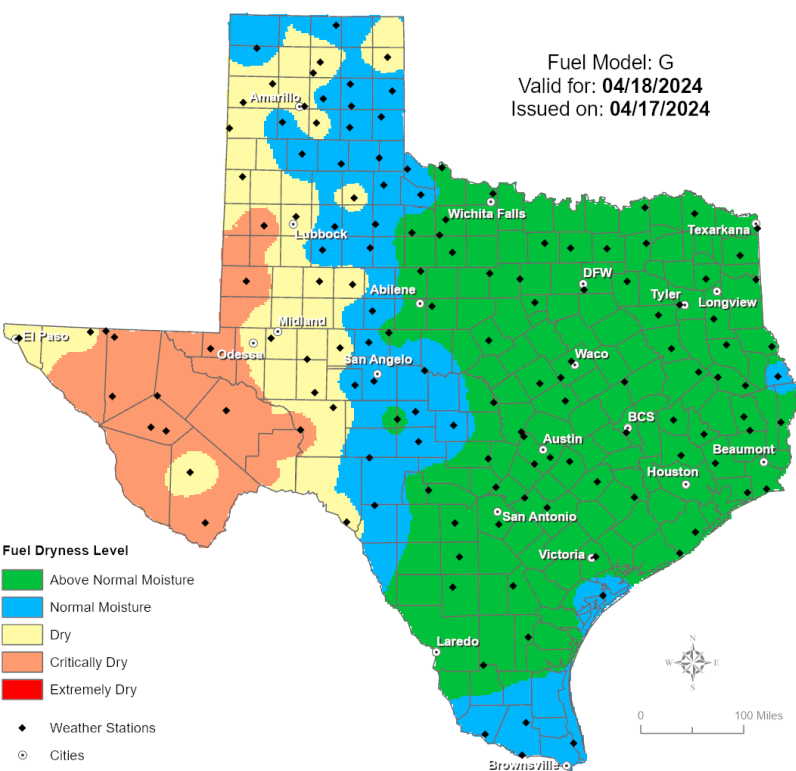 Fuel Model: G
Valid for: 04/18/2024
Issued on: 04/17/2024
Amarillo
Wichita Falls
Texarkana
Lubbock
DFW
Abilene
Tyler
Longview
Midland
El Paso
Odessa
San Angelo
Waco
BCS
Austin
Beaumont
Houston
San Antonio
Victoria
Laredo
Brownsville
Fuel Dryness Level
Above Normal Moisture
Normal Moisture
Dry
Critically Dry
Extremely Dry
Weather Stations
Cities
N
W E
S
0 100 Miles